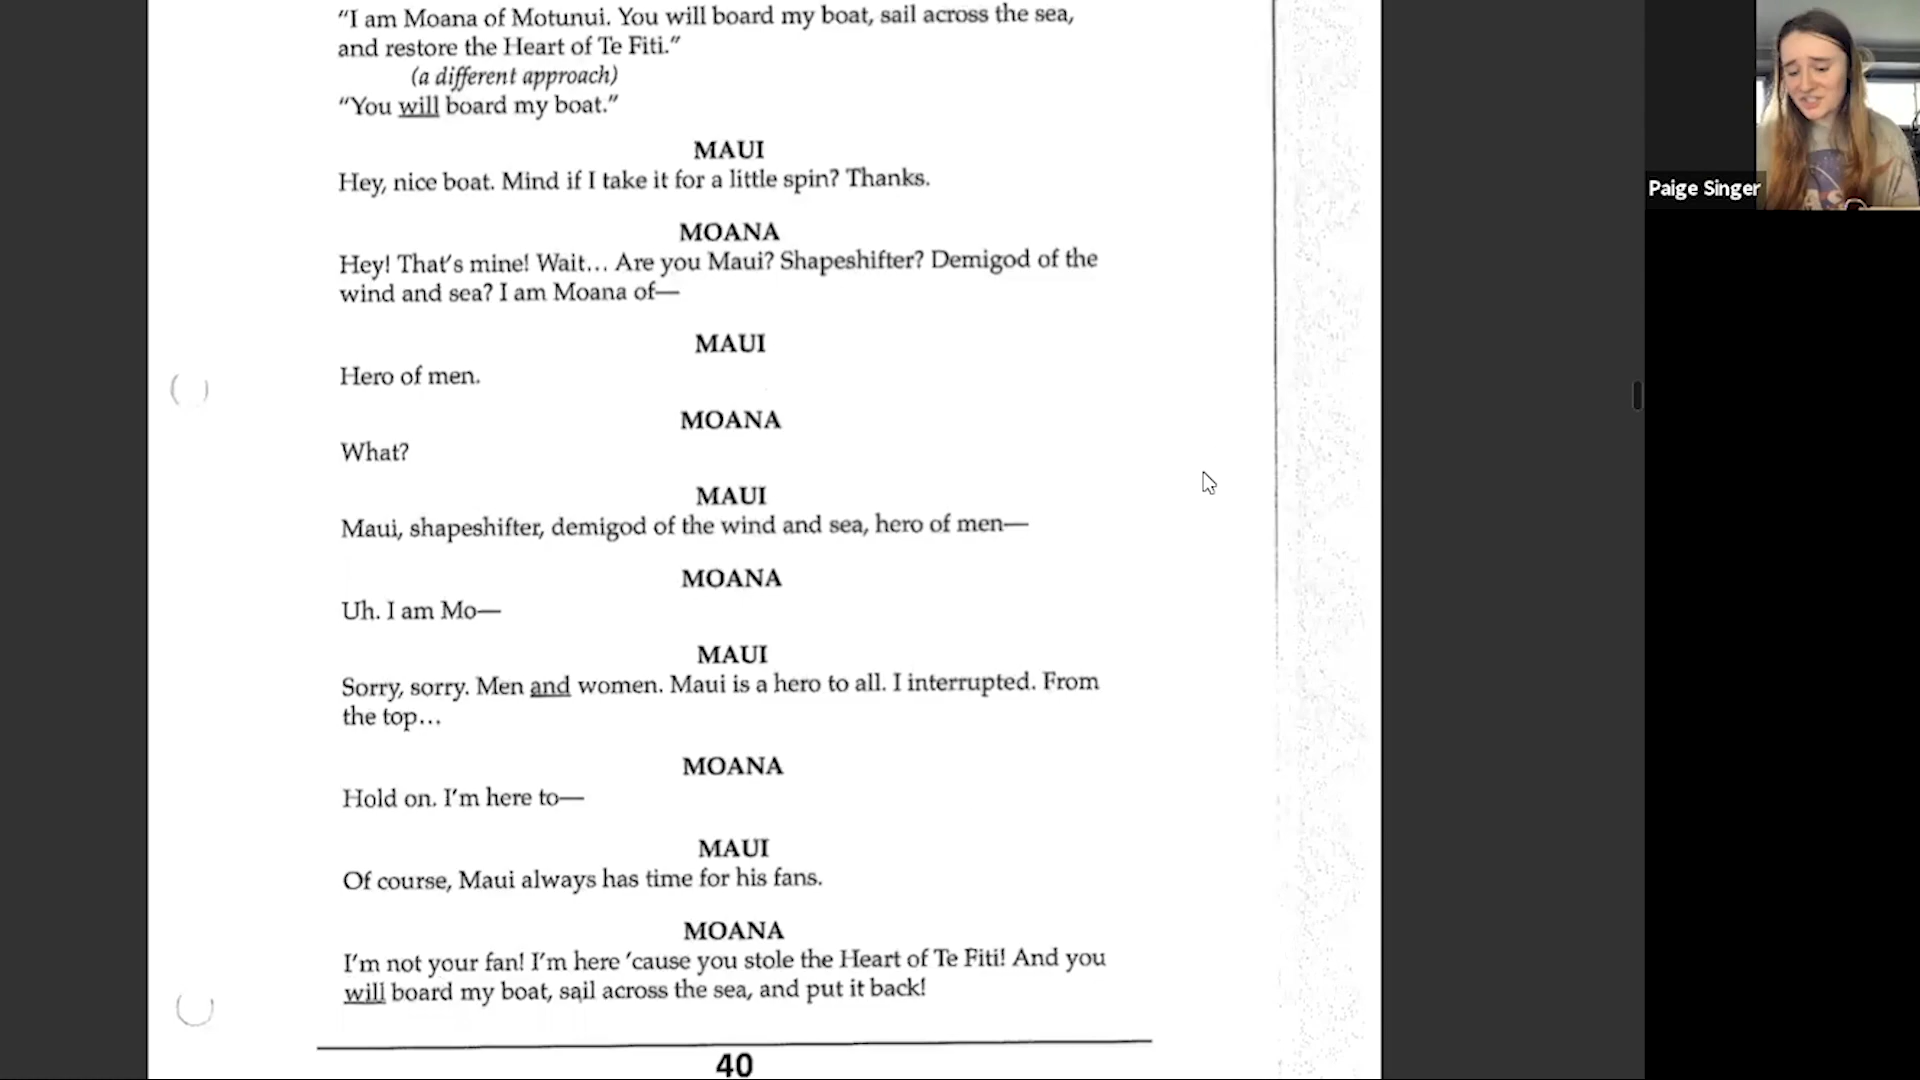 “I am Moana of Motunui. You will board my boat, sail across the sea,
and restore the Heart of Te Fiti.”
(a different approach)
“You will board my boat.”
MAUI
Hey, nice boat. Mind if I take it for a little spin? Thanks.
MOANA
Hey! That’s mine! Wait… Are you Maui? Shapeshifter? Demigod of the
wind and sea? I am Moana of—
MAUI
Hero of men.
MOANA
What?
MAUI
Maui, shapeshifter, demigod of the wind and sea, hero of men—
MOANA
Uh. I am Mo—
MAUI
Sorry, sorry. Men and women. Maui is a hero to all. I interrupted. From
the top…
MOANA
Hold on. I’m here to—
MAUI
Of course, Maui always has time for his fans.
MOANA
I’m not your fan! I’m here ’cause you stole the Heart of Te Fiti! And you
will board my boat, sail across the sea, and put it back!
40
Paige Singer